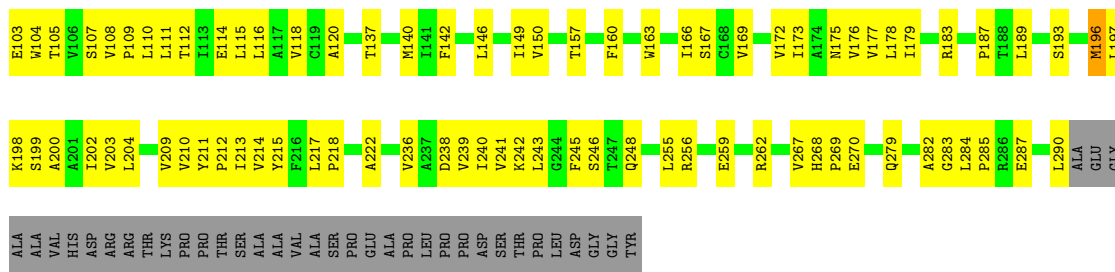 E103 W104 T105 V106 S107 V108 P109 L110 L111 T112 I113 E114 L115 L116 A117 V118 C119 A120 T137 M140 I141 F142 L146 I149 V150 T157 F160 W163 I166 S167 C168 V169 V172 I173 A174 N175 V176 V177 L178 I179 R183 P187 T188 L189 S193 M196 L197
K198 S199 A200 A201 I202 V203 L204 V209 V210 Y211 P212 I213 V214 Y215 F216 L217 P218 A222 V236 A237 D238 V239 I240 V241 K242 L243 G244 F245 S246 T247 Q248 L255 R256 E259 R262 V267 H268 P269 E270 Q279 A282 G283 L284 P285 R286 E287 L290 ALA GLU GLY
ALA ALA VAL HIS ASP ARG ARG THR LYS PRO PRO THR SER ALA ALA VAL ALA SER PRO GLU ALA PRO LEU PRO PRO ASP SER THR PRO LEU ASP GLY GLY TYR